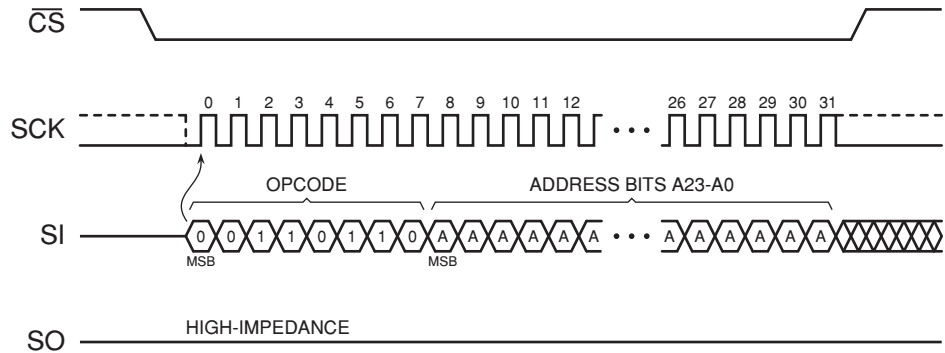 CS
0 1 2 3 4 5 6 7 8 9 10 11 12 26 27 28 29 30 31
SCK
OPCODE ADDRESS BITS A23-A0
SI 0 0 1 1 0 1 1 0 A A A A A A A A A A A A
MSB MSB
HIGH-IMPEDANCE
SO